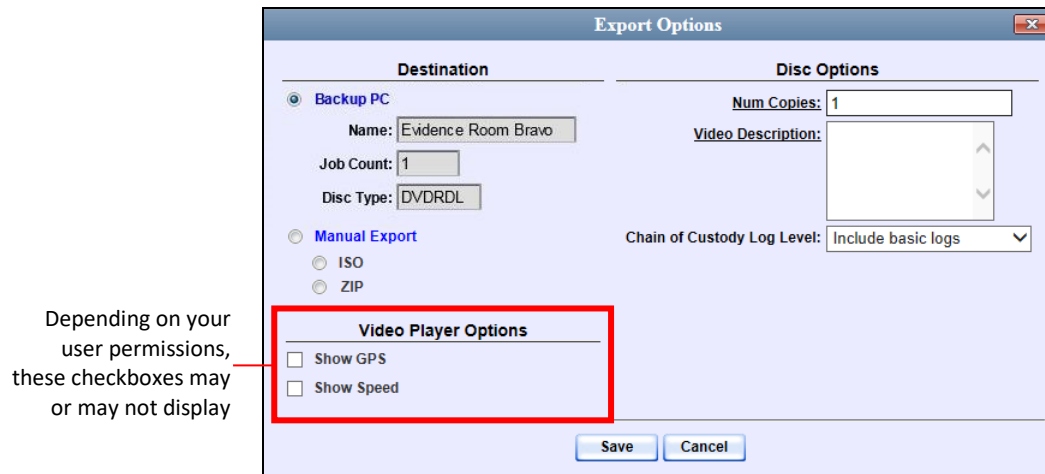 Export Options
Destination
Backup PC
Name: Evidence Room Bravo
Job Count: 1
Disc Type: DVDRDL
Manual Export
ISO
ZIP
Disc Options
Num Copies: 1
Video Description:
Chain of Custody Log Level: Include basic logs
Video Player Options
Show GPS
Show Speed
Depending on your
user permissions,
these checkboxes may
or may not display
Save Cancel